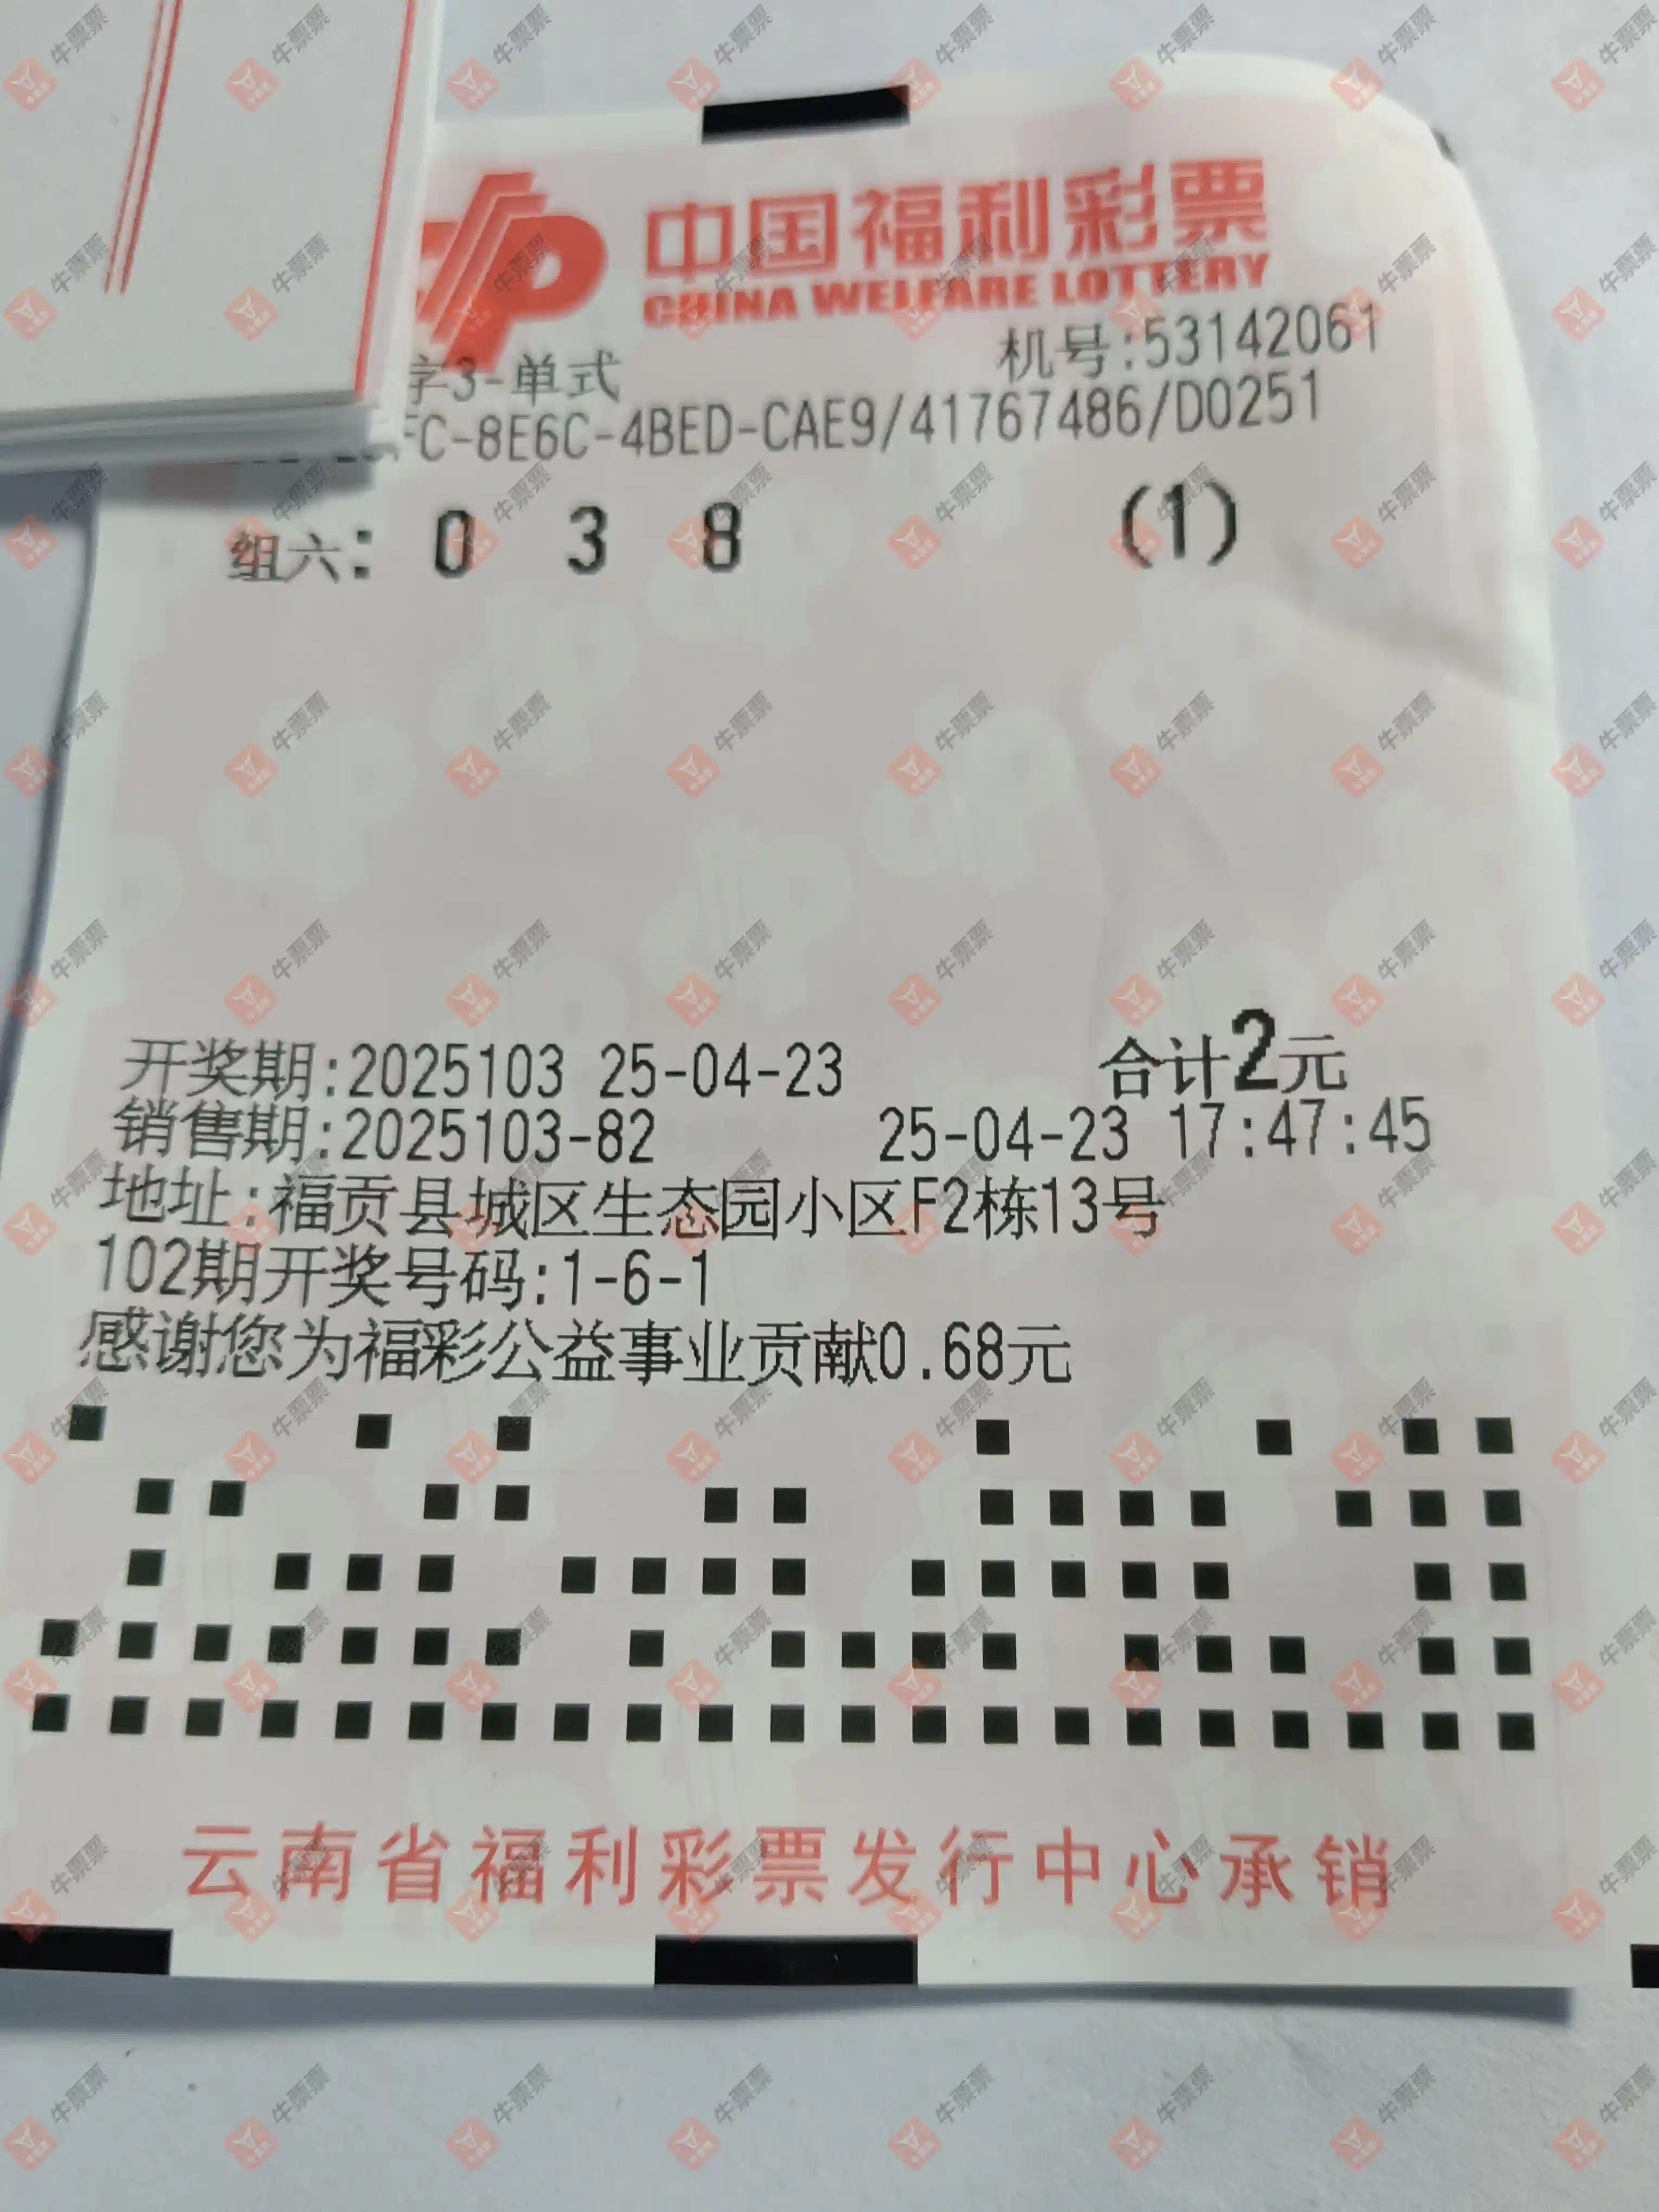 中国福利彩票
CHINA WELFARE LOTTERY
机号:53142061
字3-单式
FC-8E6C-4BED-CAE9/41767486/D0251
组六: 0 3 8 (1)
开奖期:2025103 25-04-23 合计2元
销售期:2025103-82 25-04-23 17:47:45
地址:福贡县城区生态园小区F2栋13号
102期开奖号码:1-6-1
感谢您为福彩公益事业贡献0.68元
云南省福利彩票发行中心承销
牛票票